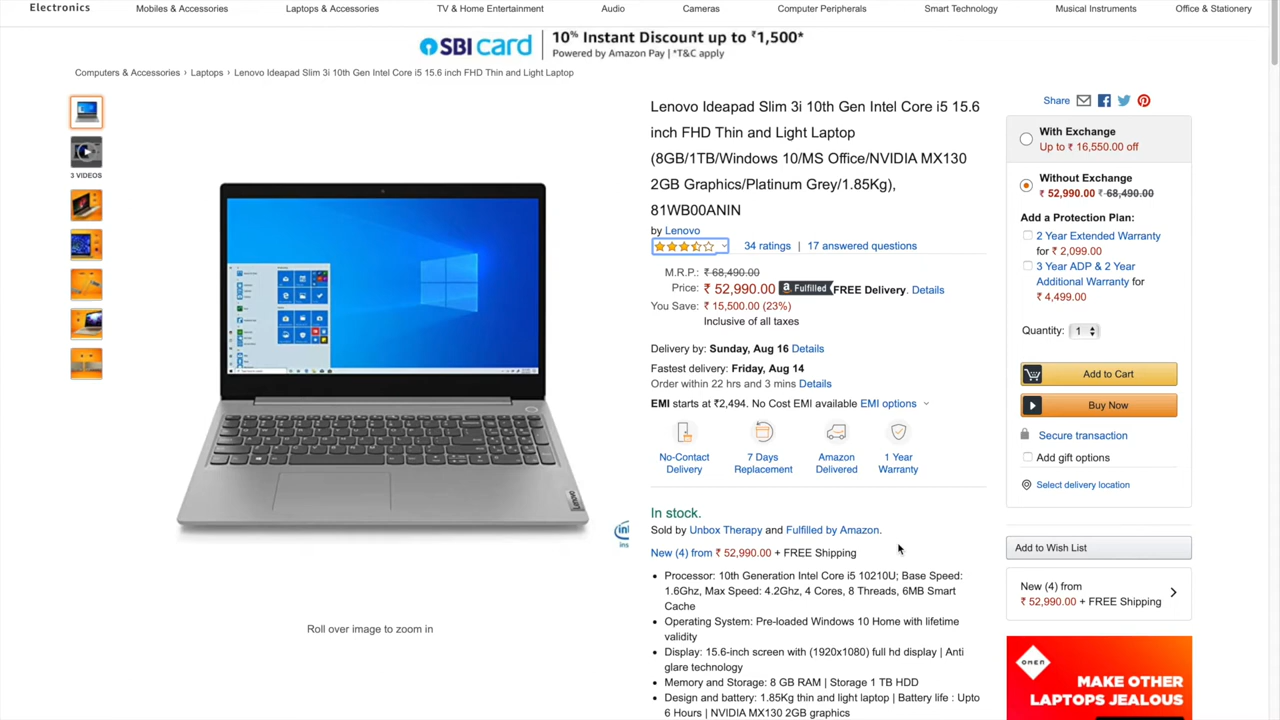 Electronics
Mobiles & Accessories
Laptops & Accessories
TV & Home Entertainment
Audio
Cameras
Computer Peripherals
Smart Technology
Musical Instruments
Office & Stationery
SBI card
10% Instant Discount up to ₹1,500*
Powered by Amazon Pay | *T&C apply
Computers & Accessories › Laptops › Lenovo Ideapad Slim 3i 10th Gen Intel Core i5 15.6 inch FHD Thin and Light Laptop
3 VIDEOS
Lenovo
int
ins
Roll over image to zoom in
Lenovo Ideapad Slim 3i 10th Gen Intel Core i5 15.6
inch FHD Thin and Light Laptop
(8GB/1TB/Windows 10/MS Office/NVIDIA MX130
2GB Graphics/Platinum Grey/1.85Kg),
81WB00ANIN
by Lenovo
34 ratings | 17 answered questions
M.R.P.: ₹ 68,490.00
Price: ₹ 52,990.00 a Fulfilled FREE Delivery. Details
You Save: ₹ 15,500.00 (23%)
Inclusive of all taxes
Delivery by: Sunday, Aug 16 Details
Fastest delivery: Friday, Aug 14
Order within 22 hrs and 3 mins Details
EMI starts at ₹2,494. No Cost EMI available EMI options
No-Contact
Delivery
7 Days
Replacement
Amazon
Delivered
1 Year
Warranty
In stock.
Sold by Unbox Therapy and Fulfilled by Amazon.
New (4) from ₹ 52,990.00 + FREE Shipping
• Processor: 10th Generation Intel Core i5 10210U; Base Speed:
1.6Ghz, Max Speed: 4.2Ghz, 4 Cores, 8 Threads, 6MB Smart
Cache
• Operating System: Pre-loaded Windows 10 Home with lifetime
validity
• Display: 15.6-inch screen with (1920x1080) full hd display | Anti
glare technology
• Memory and Storage: 8 GB RAM | Storage 1 TB HDD
• Design and battery: 1.85Kg thin and light laptop | Battery life : Upto
6 Hours | NVIDIA MX130 2GB graphics
Share
With Exchange
Up to ₹ 16,550.00 off
Without Exchange
₹ 52,990.00 ₹ 68,490.00
Add a Protection Plan:
2 Year Extended Warranty
for ₹ 2,099.00
3 Year ADP & 2 Year
Additional Warranty for
₹ 4,499.00
Quantity: 1
Add to Cart
Buy Now
Secure transaction
Add gift options
Select delivery location
Add to Wish List
New (4) from
₹ 52,990.00 + FREE Shipping
OMEN
MAKE OTHER
LAPTOPS JEALOUS